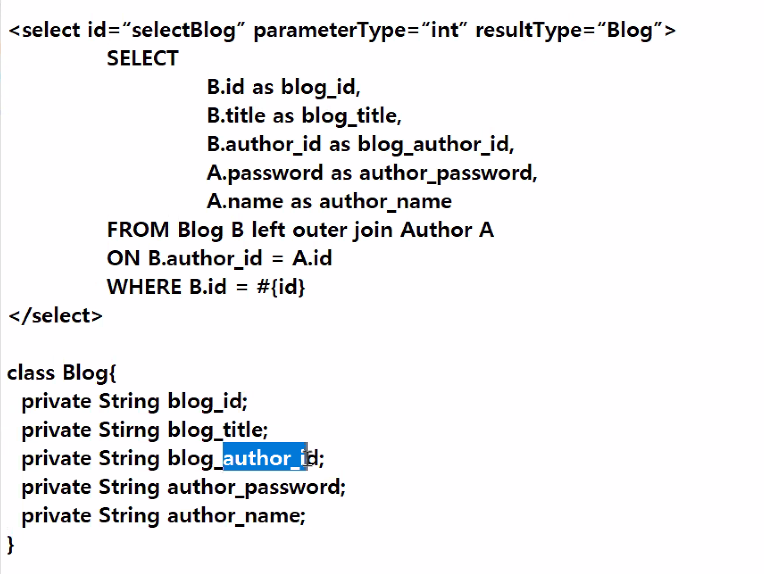 <select id=“selectBlog” parameterType=“int” resultType=“Blog”>
SELECT
B.id as blog_id,
B.title as blog_title,
B.author_id as blog_author_id,
A.password as author_password,
A.name as author_name
FROM Blog B left outer join Author A
ON B.author_id = A.id
WHERE B.id = #{id}
</select>
class Blog{
private String blog_id;
private Stirng blog_title;
private String blog_author_id;
private String author_password;
private String author_name;
}